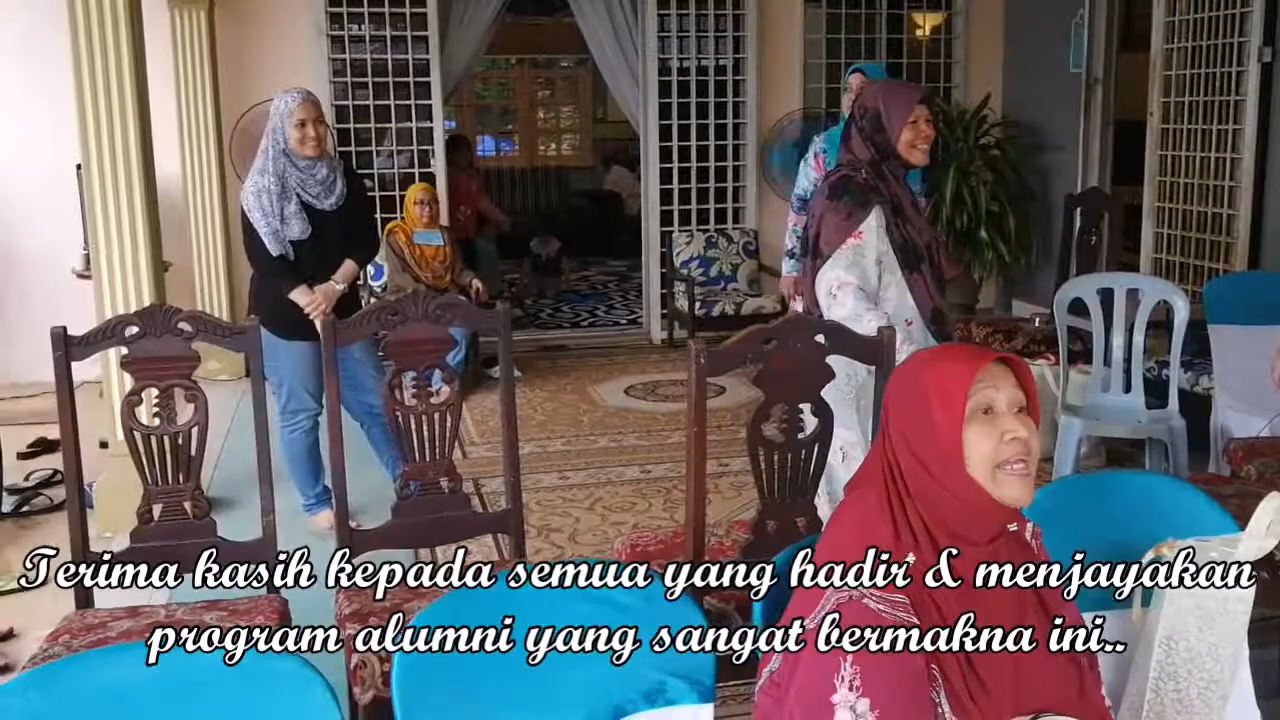 Terima kasih kepada semua yang hadir & menjayakan
program alumni yang sangat bermakna ini..